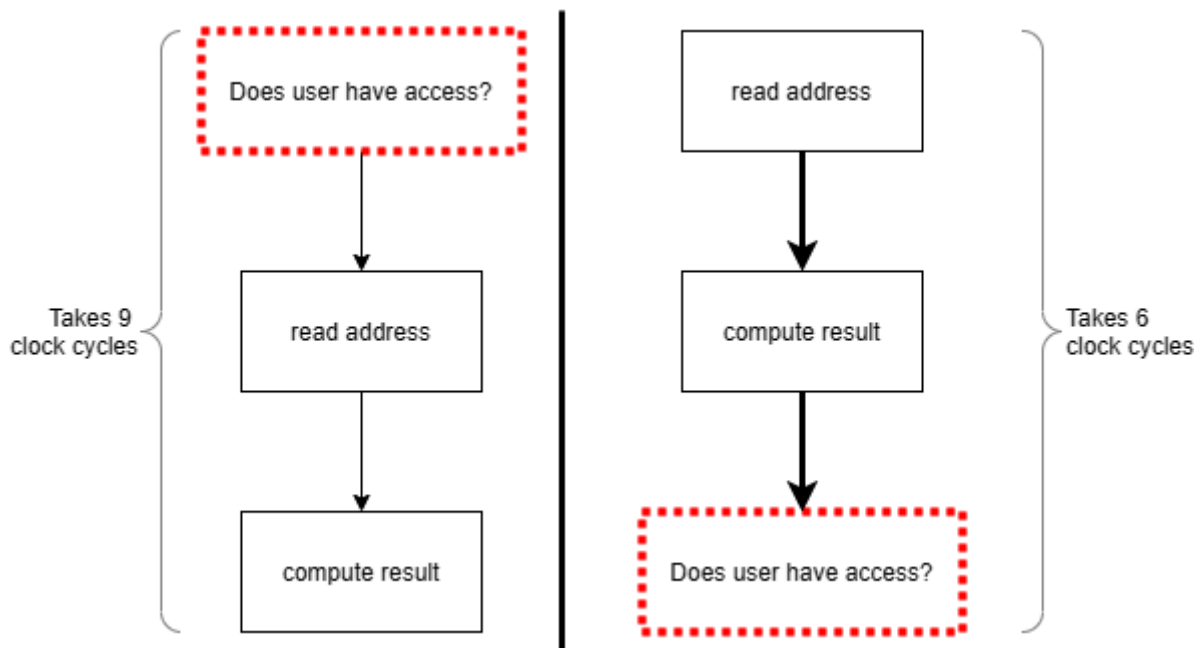 Does user have access?
read address
compute result
Takes 9
clock cycles
read address
compute result
Does user have access?
Takes 6
clock cycles